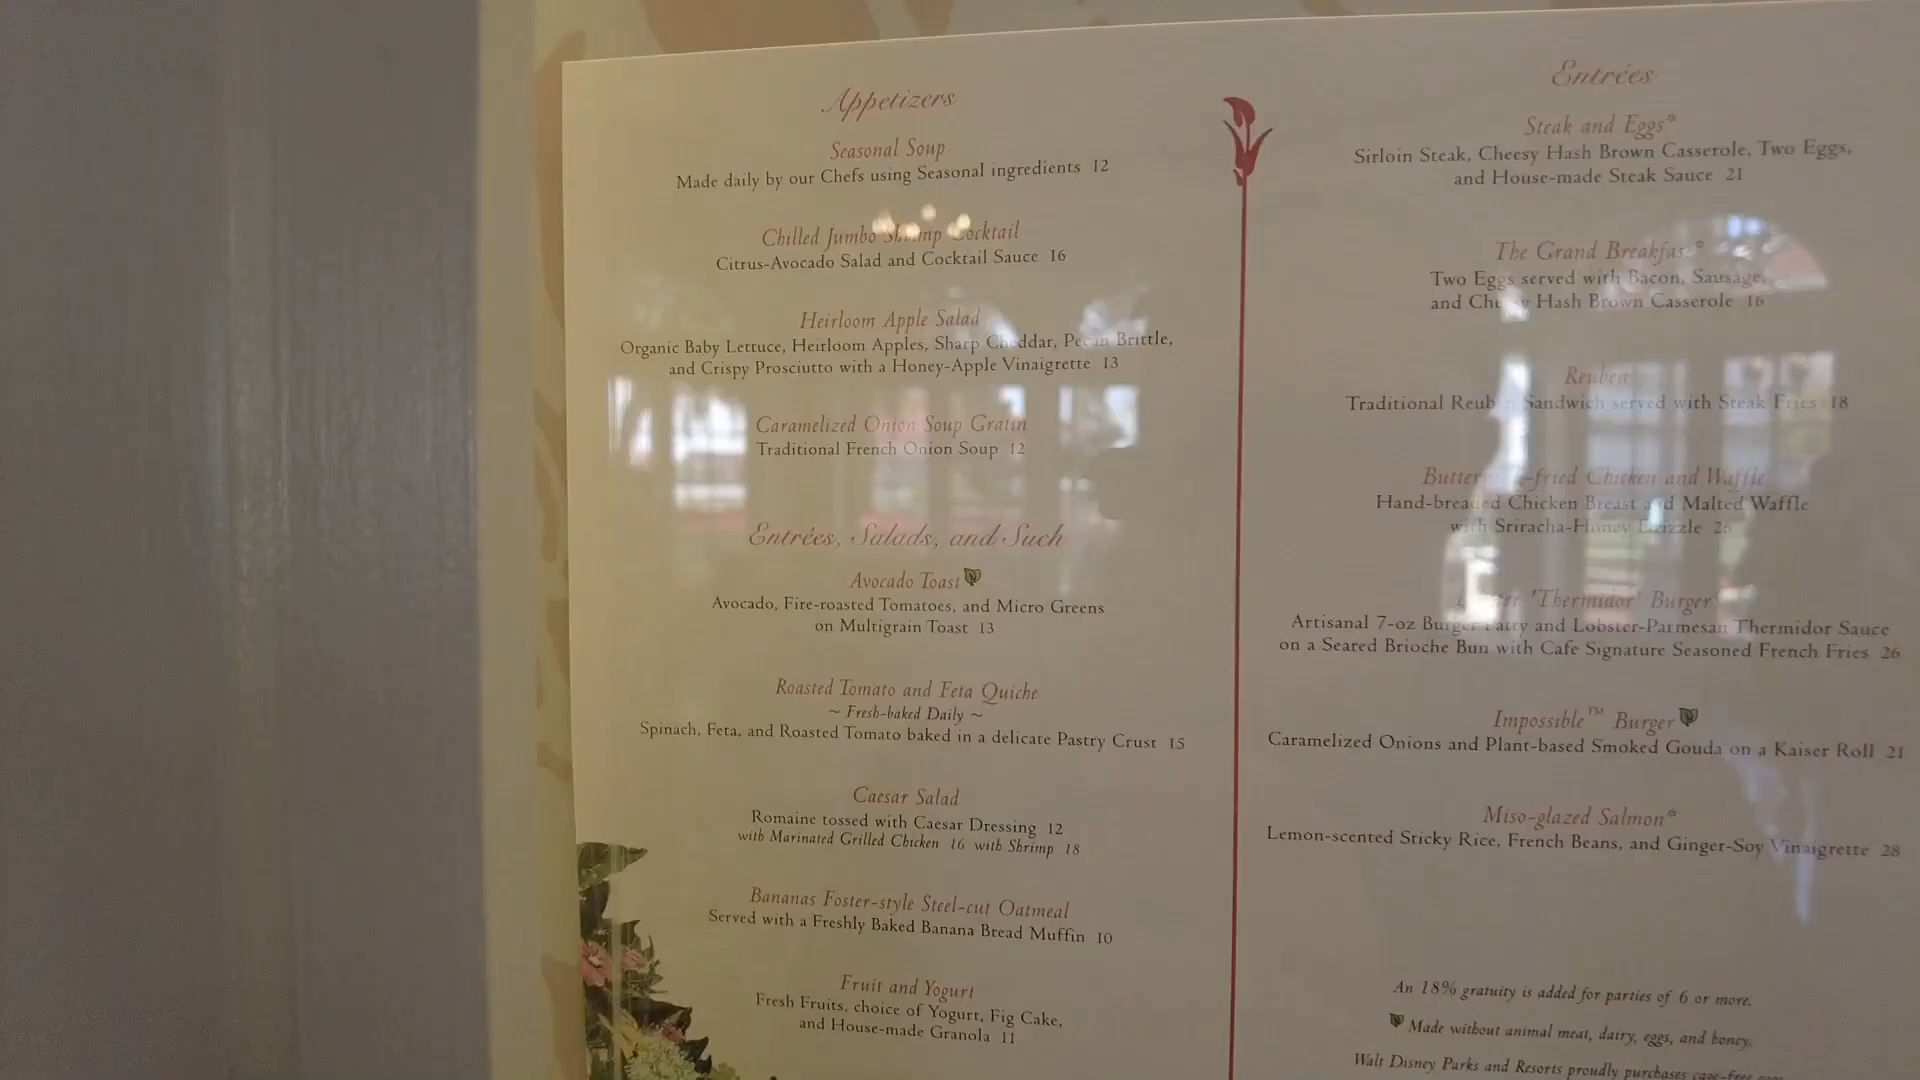 Appetizers
Seasonal Soup
Made daily by our Chefs using Seasonal ingredients 12
Chilled Jumbo Shrimp Cocktail
Citrus-Avocado Salad and Cocktail Sauce 16
Heirloom Apple Salad
Organic Baby Lettuce, Heirloom Apples, Sharp Cheddar, Pecan Brittle,
and Crispy Prosciutto with a Honey-Apple Vinaigrette 13
Caramelized Onion Soup Gratin
Traditional French Onion Soup 12
Entrées, Salads, and Such
Avocado Toast
Avocado, Fire-roasted Tomatoes, and Micro Greens
on Multigrain Toast 13
Roasted Tomato and Feta Quiche
~ Fresh-baked Daily ~
Spinach, Feta, and Roasted Tomato baked in a delicate Pastry Crust 15
Caesar Salad
Romaine tossed with Caesar Dressing 12
with Marinated Grilled Chicken 16 with Shrimp 18
Bananas Foster-style Steel-cut Oatmeal
Served with a Freshly Baked Banana Bread Muffin 10
Fruit and Yogurt
Fresh Fruits, choice of Yogurt, Fig Cake,
and House-made Granola 11
Entrées
Steak and Eggs*
Sirloin Steak, Cheesy Hash Brown Casserole, Two Eggs,
and House-made Steak Sauce 21
The Grand Breakfast*
Two Eggs served with Bacon, Sausage,
and Cheesy Hash Brown Casserole 16
Reuben
Traditional Reuben Sandwich served with Steak Fries 18
-fried Chicken and Waffle
Hand-breaded Chicken Breast and Malted Waffle
with Sriracha-Honey Drizzle 26
'Thermidor' Burger
Artisanal 7-oz Burger Patty and Lobster-Parmesan Thermidor Sauce
on a Seared Brioche Bun with Cafe Signature Seasoned French Fries 26
Impossible™ Burger
Caramelized Onions and Plant-based Smoked Gouda on a Kaiser Roll 21
Miso-glazed Salmon*
Lemon-scented Sticky Rice, French Beans, and Ginger-Soy Vinaigrette 28
An 18% gratuity is added for parties of 6 or more.
Made without animal meat, dairy, eggs, and honey.
Walt Disney Parks and Resorts proudly purchases cage-free